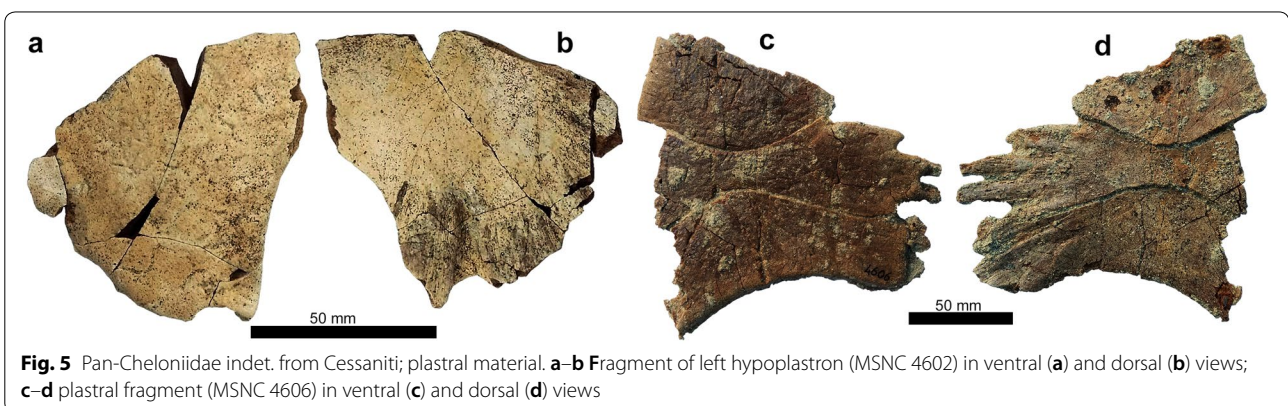 a
b
c
d
4606
50 mm
50 mm
Fig. 5 Pan-Cheloniidae indet. from Cessaniti; plastral material. a–b Fragment of left hypoplastron (MSNC 4602) in ventral (a) and dorsal (b) views;
c–d plastral fragment (MSNC 4606) in ventral (c) and dorsal (d) views